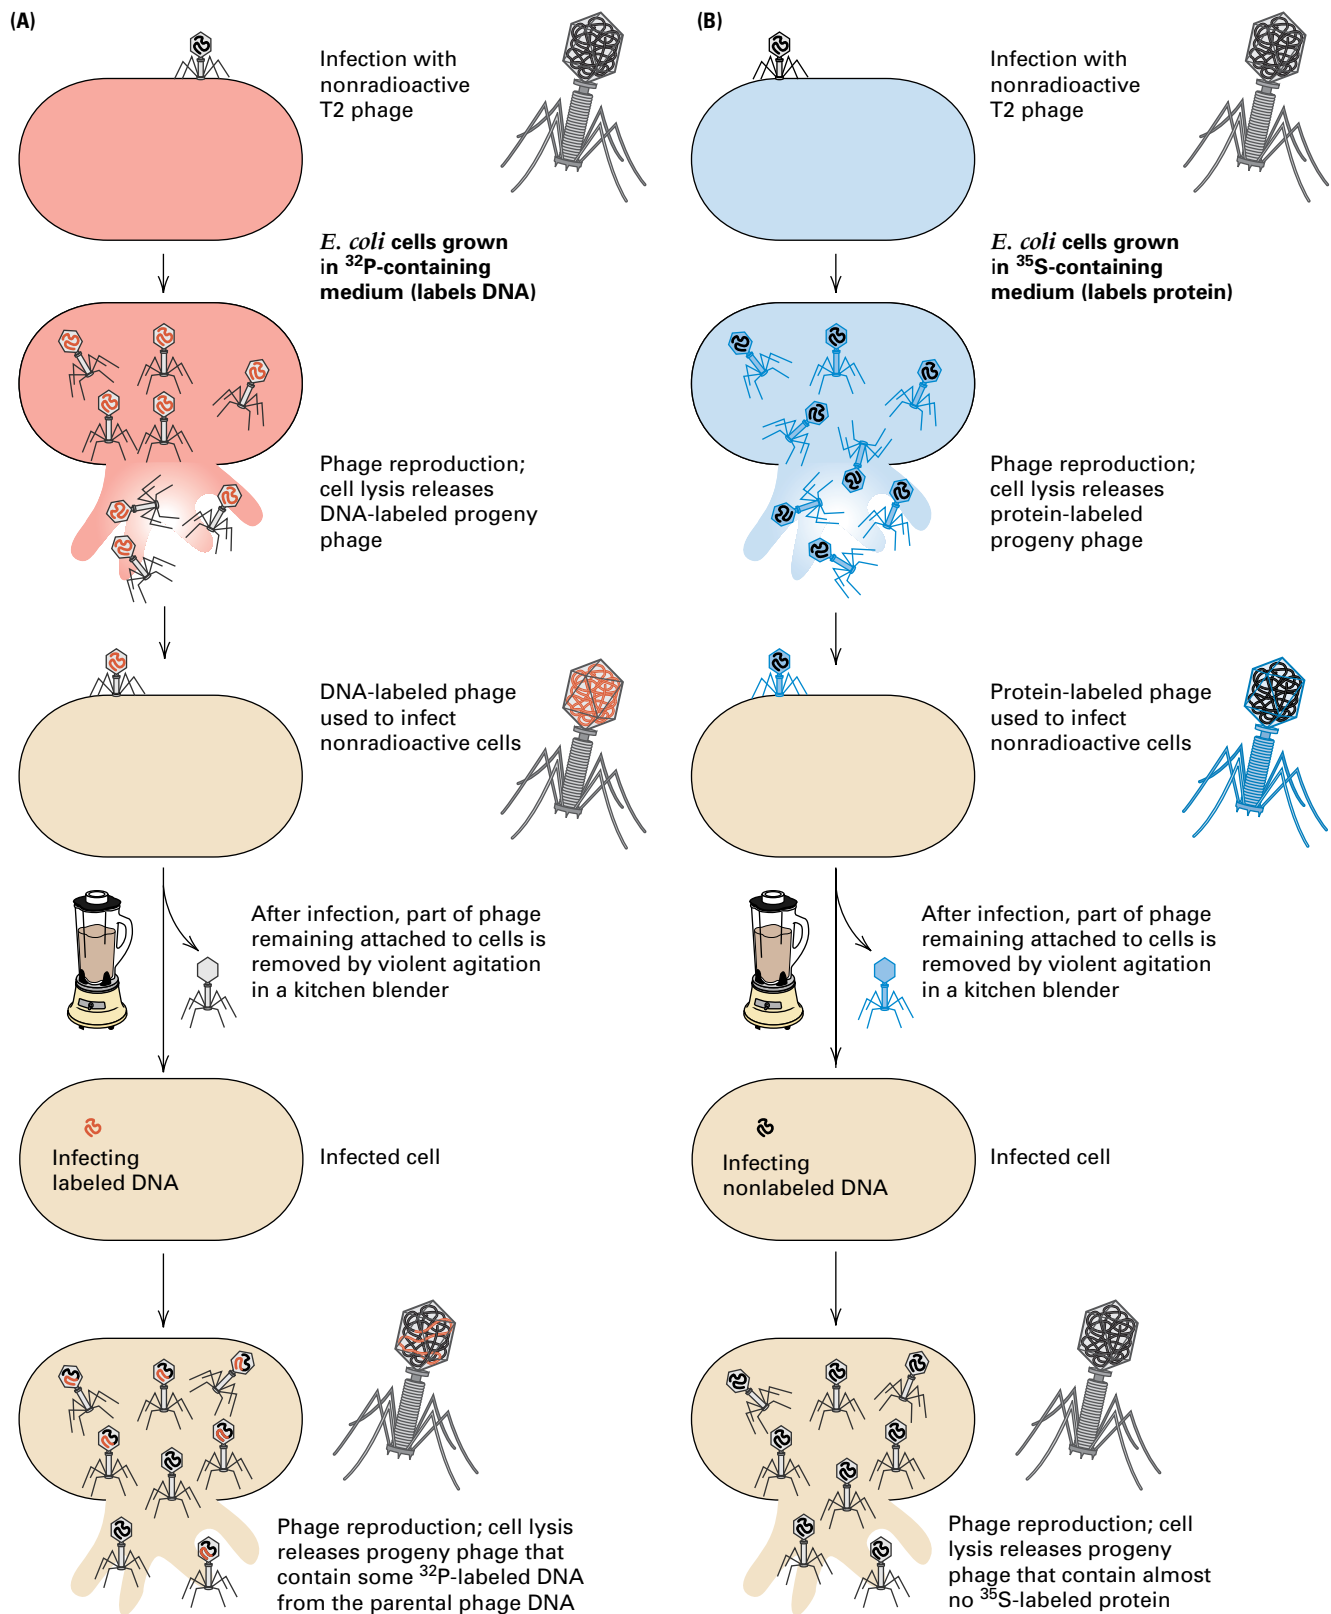 (A)
Infection with
nonradioactive
T2 phage
E. coli cells grown
in ³²P-containing
medium (labels DNA)
Phage reproduction;
cell lysis releases
DNA-labeled progeny
phage
DNA-labeled phage
used to infect
nonradioactive cells
After infection, part of phage
remaining attached to cells is
removed by violent agitation
in a kitchen blender
Infecting
labeled DNA
Infected cell
Phage reproduction; cell lysis
releases progeny phage that
contain some ³²P-labeled DNA
from the parental phage DNA
(B)
Infection with
nonradioactive
T2 phage
E. coli cells grown
in ³⁵S-containing
medium (labels protein)
Phage reproduction;
cell lysis releases
protein-labeled
progeny phage
Protein-labeled phage
used to infect
nonradioactive cells
After infection, part of phage
remaining attached to cells is
removed by violent agitation
in a kitchen blender
Infecting
nonlabeled DNA
Infected cell
Phage reproduction; cell
lysis releases progeny
phage that contain almost
no ³⁵S-labeled protein